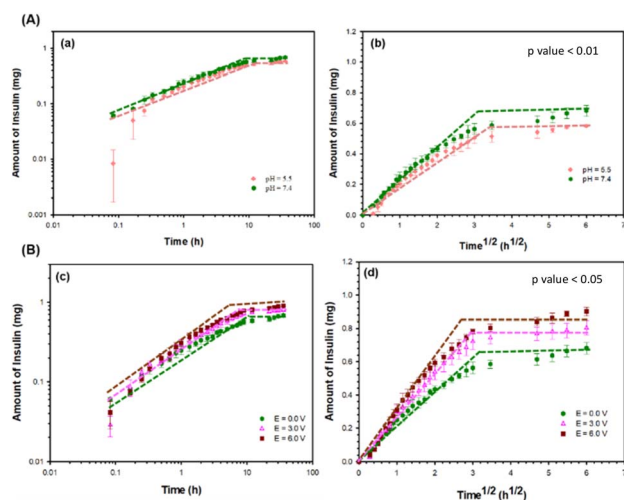 (A)
(a)
Amount of Insulin (mg)
10
1
0.1
0.01
0.001
pH = 5.5
pH = 7.4
0.01 0.1 1 10 100
Time (h)
(b)
p value < 0.01
Amount of Insulin (mg)
1.0
0.8
0.6
0.4
0.2
0.0
pH = 5.5
pH = 7.4
0 1 2 3 4 5 6 7
Time1/2 (h1/2)
(B)
(c)
Amount of Insulin (mg)
10
1
0.1
0.01
E = 0.0 V
E = 3.0 V
E = 6.0 V
0.01 0.1 1 10 100
Time (h)
(d)
p value < 0.05
Amount of Insulin (mg)
1.0
0.8
0.6
0.4
0.2
0.0
E = 0.0 V
E = 3.0 V
E = 6.0 V
0 1 2 3 4 5 6 7
Time1/2 (h1/2)